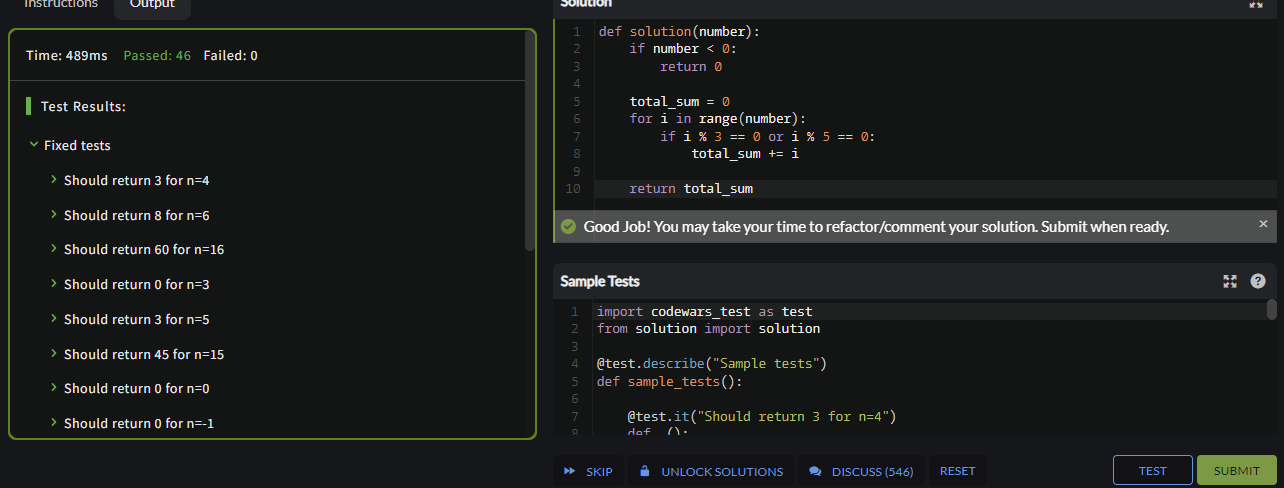 Instructions
Output
Time: 489ms Passed: 46 Failed: 0
Test Results:
Fixed tests
Should return 3 for n=4
Should return 8 for n=6
Should return 60 for n=16
Should return 0 for n=3
Should return 3 for n=5
Should return 45 for n=15
Should return 0 for n=0
Should return 0 for n=-1
Solution
1 def solution(number):
2     if number < 0:
3         return 0
4
5     total_sum = 0
6     for i in range(number):
7         if i % 3 == 0 or i % 5 == 0:
8             total_sum += i
9
10     return total_sum
Good Job! You may take your time to refactor/comment your solution. Submit when ready.
Sample Tests
1 import codewars_test as test
2 from solution import solution
3
4 @test.describe("Sample tests")
5 def sample_tests():
6
7     @test.it("Should return 3 for n=4")
8     def _():
SKIP
UNLOCK SOLUTIONS
DISCUSS (546)
RESET
TEST
SUBMIT